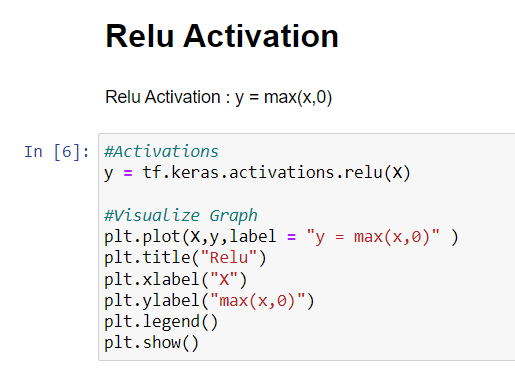 Relu Activation
Relu Activation : y = max(x,0)
In [6]: #Activations
y = tf.keras.activations.relu(X)
#Visualize Graph
plt.plot(X,y,label = "y = max(x,0)" )
plt.title("Relu")
plt.xlabel("X")
plt.ylabel("max(x,0)")
plt.legend()
plt.show()